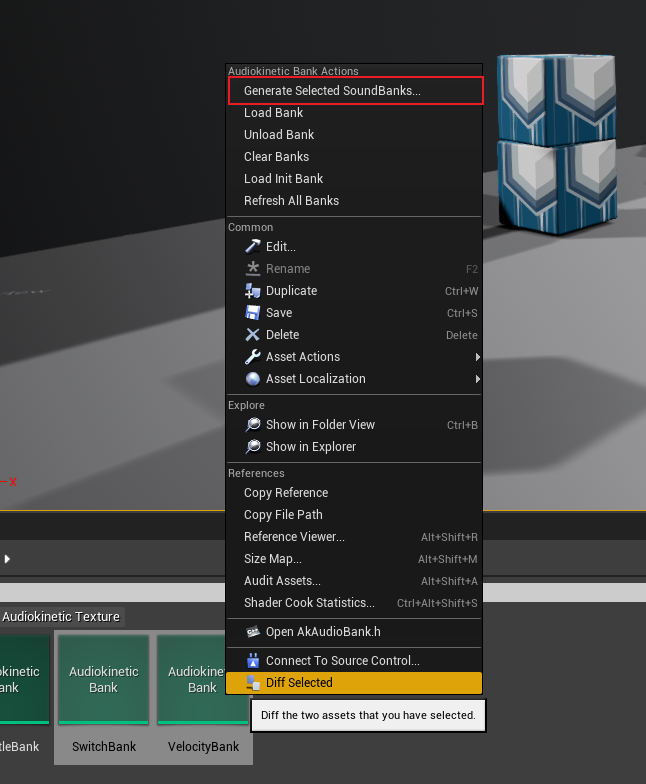 Audiokinetic Bank Actions
Generate Selected SoundBanks...
Load Bank
Unload Bank
Clear Banks
Load Init Bank
Refresh All Banks
Common
Edit...
Rename F2
Duplicate Ctrl+W
Save Ctrl+S
Delete Delete
Asset Actions
Asset Localization
Explore
Show in Folder View Ctrl+B
Show in Explorer
References
Copy Reference
Copy File Path
Reference Viewer... Alt+Shift+R
Size Map... Alt+Shift+M
Audit Assets... Alt+Shift+A
Shader Cook Statistics... Ctrl+Alt+Shift+S
Open AkAudioBank.h
Connect To Source Control...
Diff Selected
Diff the two assets that you have selected.
X
Audiokinetic Texture
okinetic
ank
Audiokinetic
Bank
Audiokine
Bank
tleBank
SwitchBank
VelocityBank